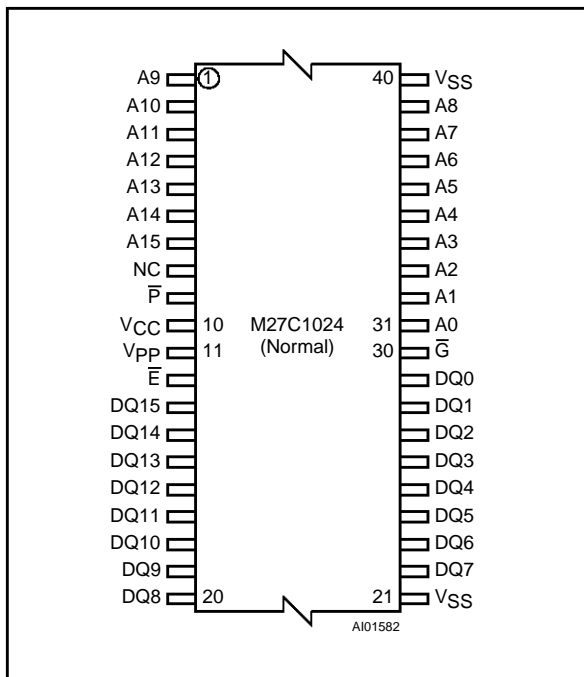 A9 1 40 VSS
A10 A8
A11 A7
A12 A6
A13 A5
A14 A4
A15 A3
NC A2
P̅ A1
VCC 10 M27C1024 31 A0
VPP 11 (Normal) 30 G̅
E̅ DQ0
DQ15 DQ1
DQ14 DQ2
DQ13 DQ3
DQ12 DQ4
DQ11 DQ5
DQ10 DQ6
DQ9 DQ7
DQ8 20 21 VSS
AI01582